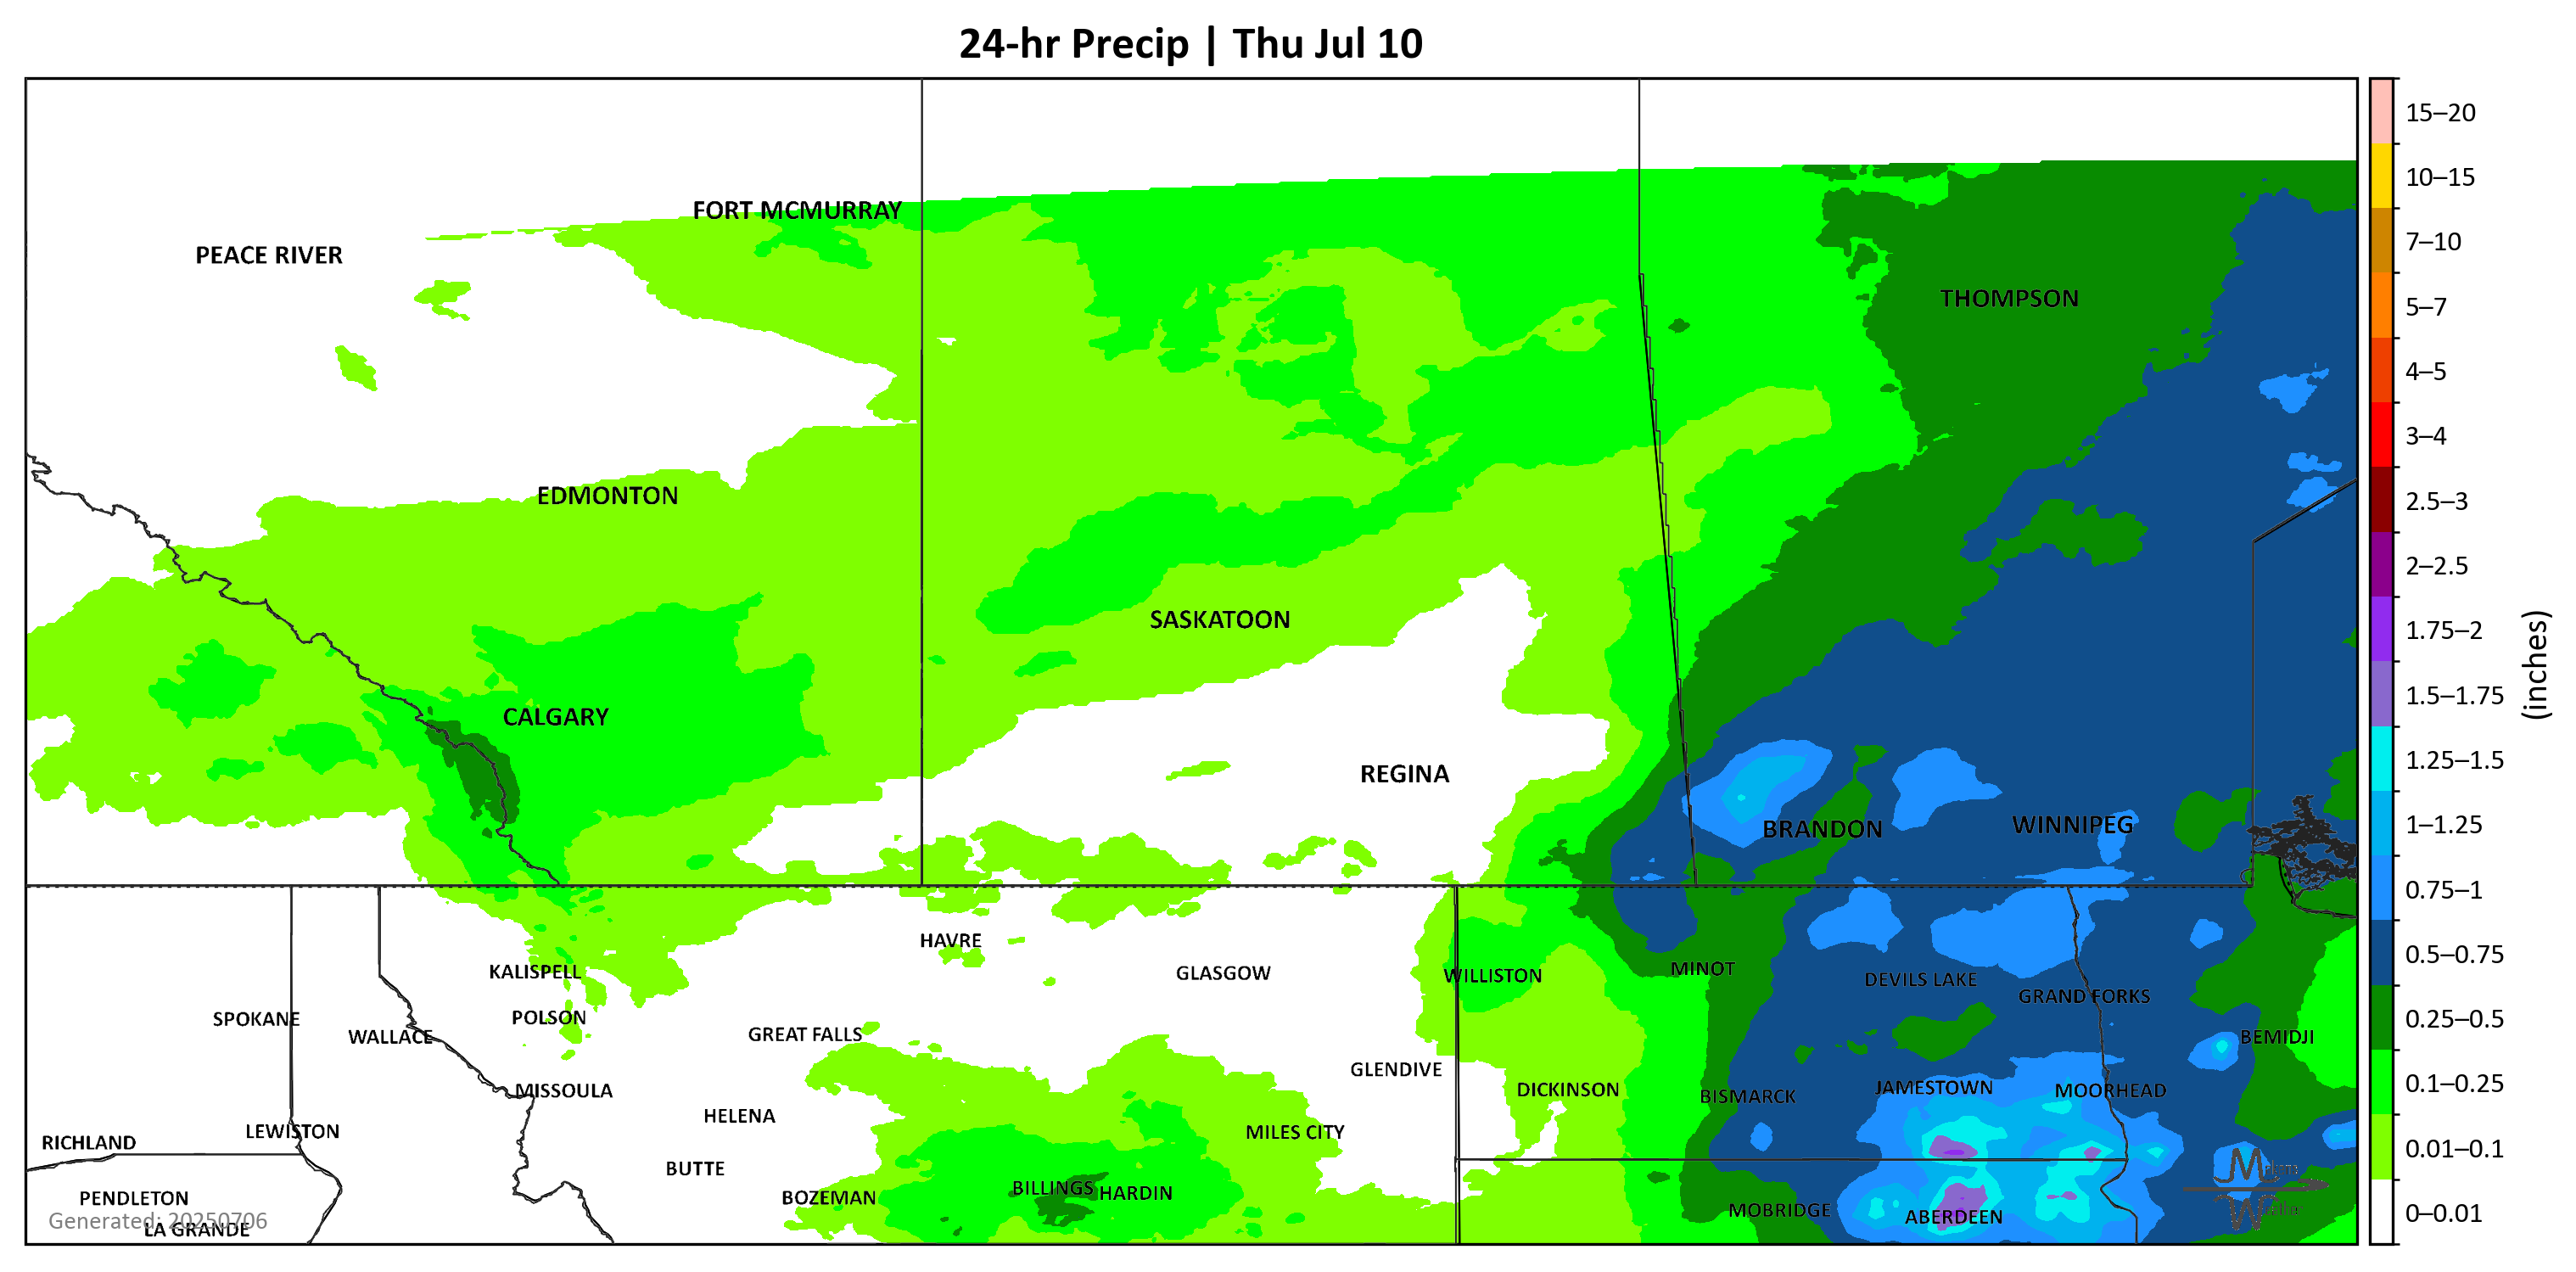 24-hr Precip | Thu Jul 10
FORT MCMURRAY
PEACE RIVER
THOMPSON
EDMONTON
SASKATOON
CALGARY
REGINA
BRANDON
WINNIPEG
HAVRE
KALISPELL
GLASGOW
WILLISTON
MINOT
DEVILS LAKE
GRAND FORKS
SPOKANE
POLSON
WALLACE
GREAT FALLS
BEMIDJI
GLENDIVE
MISSOULA
DICKINSON
BISMARCK
JAMESTOWN
MOORHEAD
HELENA
LEWISTON
MILES CITY
RICHLAND
BUTTE
BILLINGS
HARDIN
PENDLETON
BOZEMAN
MOBRIDGE
ABERDEEN
Generated: 20250706
LA GRANDE
15–20
10–15
7–10
5–7
4–5
3–4
2.5–3
2–2.5
1.75–2
1.5–1.75
1.25–1.5
1–1.25
0.75–1
0.5–0.75
0.25–0.5
0.1–0.25
0.01–0.1
0–0.01
(inches)